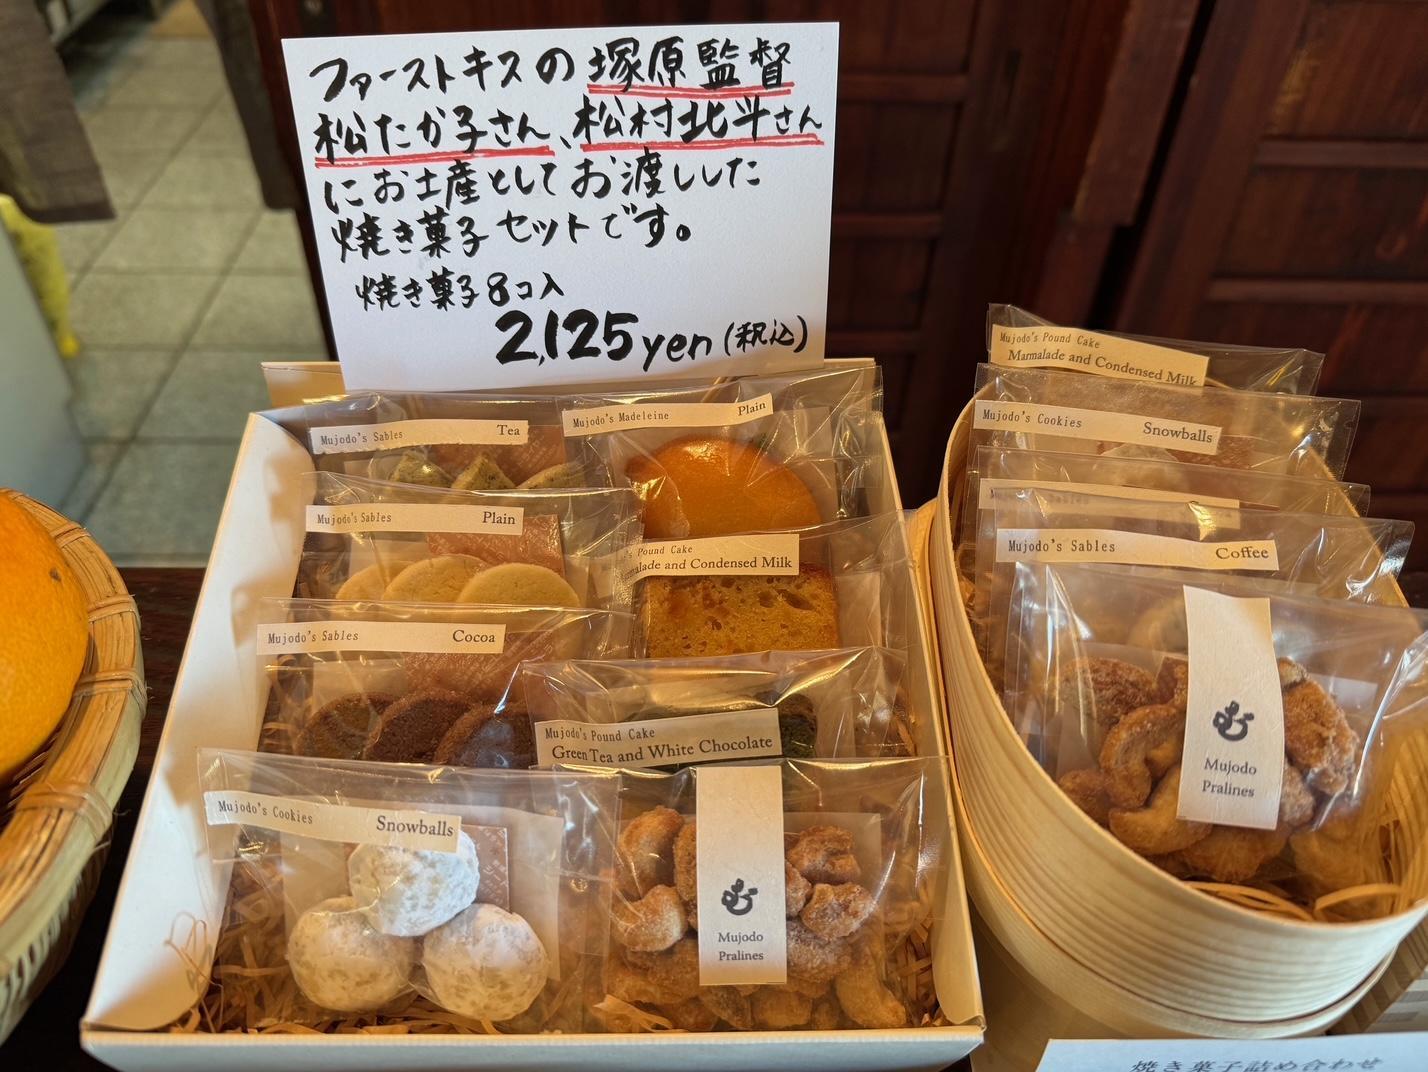 ファーストキスの塚原監督
松たか子さん、松村北斗さん
にお土産としてお渡ししした
焼き菓子セットです。
焼き菓子8コ入
2,125yen(税込)
Mujodo's Sables Tea
Mujodo's Madeleine Plain
Mujodo's Sables Plain
's Pound Cake
malade and Condensed Milk
Mujodo's Sables Cocoa
Mujodo's Pound Cake
Green Tea and White Chocolate
Mujodo's Cookies Snowballs
Mujodo
Pralines
Mujodo's Pound Cake
Marmalade and Condensed Milk
Mujodo's Cookies Snowballs
Mujodo's Sables
Mujodo's Sables Coffee
Mujodo
Pralines
焼き菓子詰め合わせ